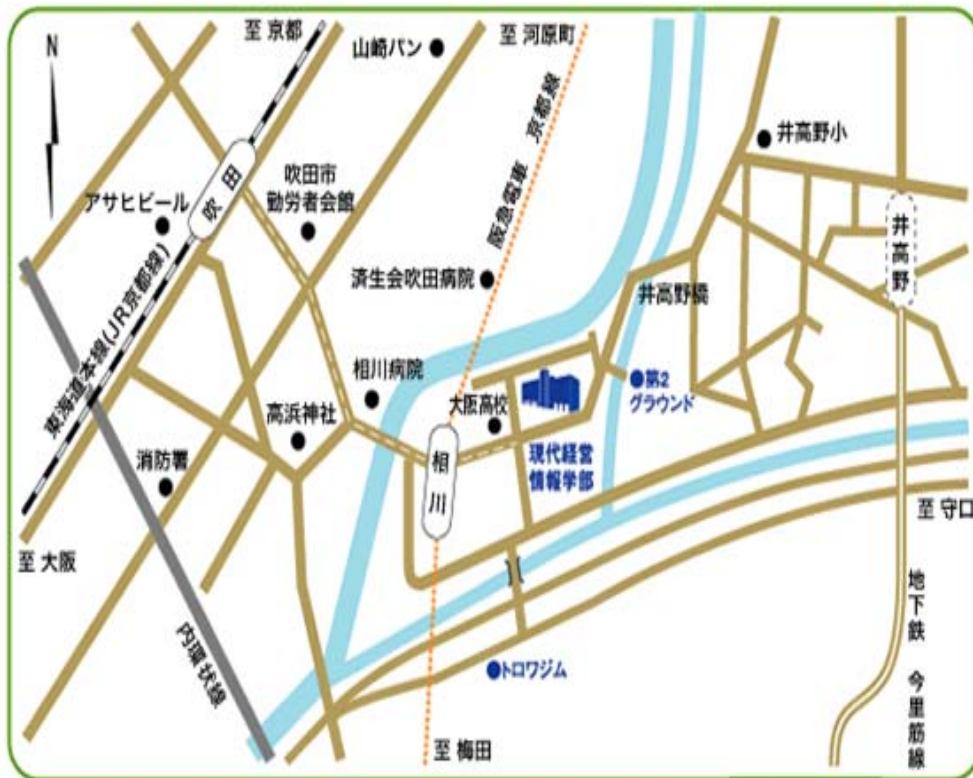 至 京都
N
山崎パン
至 河原町
阪急電車 京都線
井高野小
吹田
アサヒビール
吹田市
勤労者会館
井高野
東海道本線(JR京都線)
済生会吹田病院
井高野橋
相川病院
第2
グラウンド
大阪高校
高浜神社
相川
現代経営
情報学部
消防署
至 守口
至 大阪
地下鉄 今里筋線
内環状線
トロワジム
至 梅田